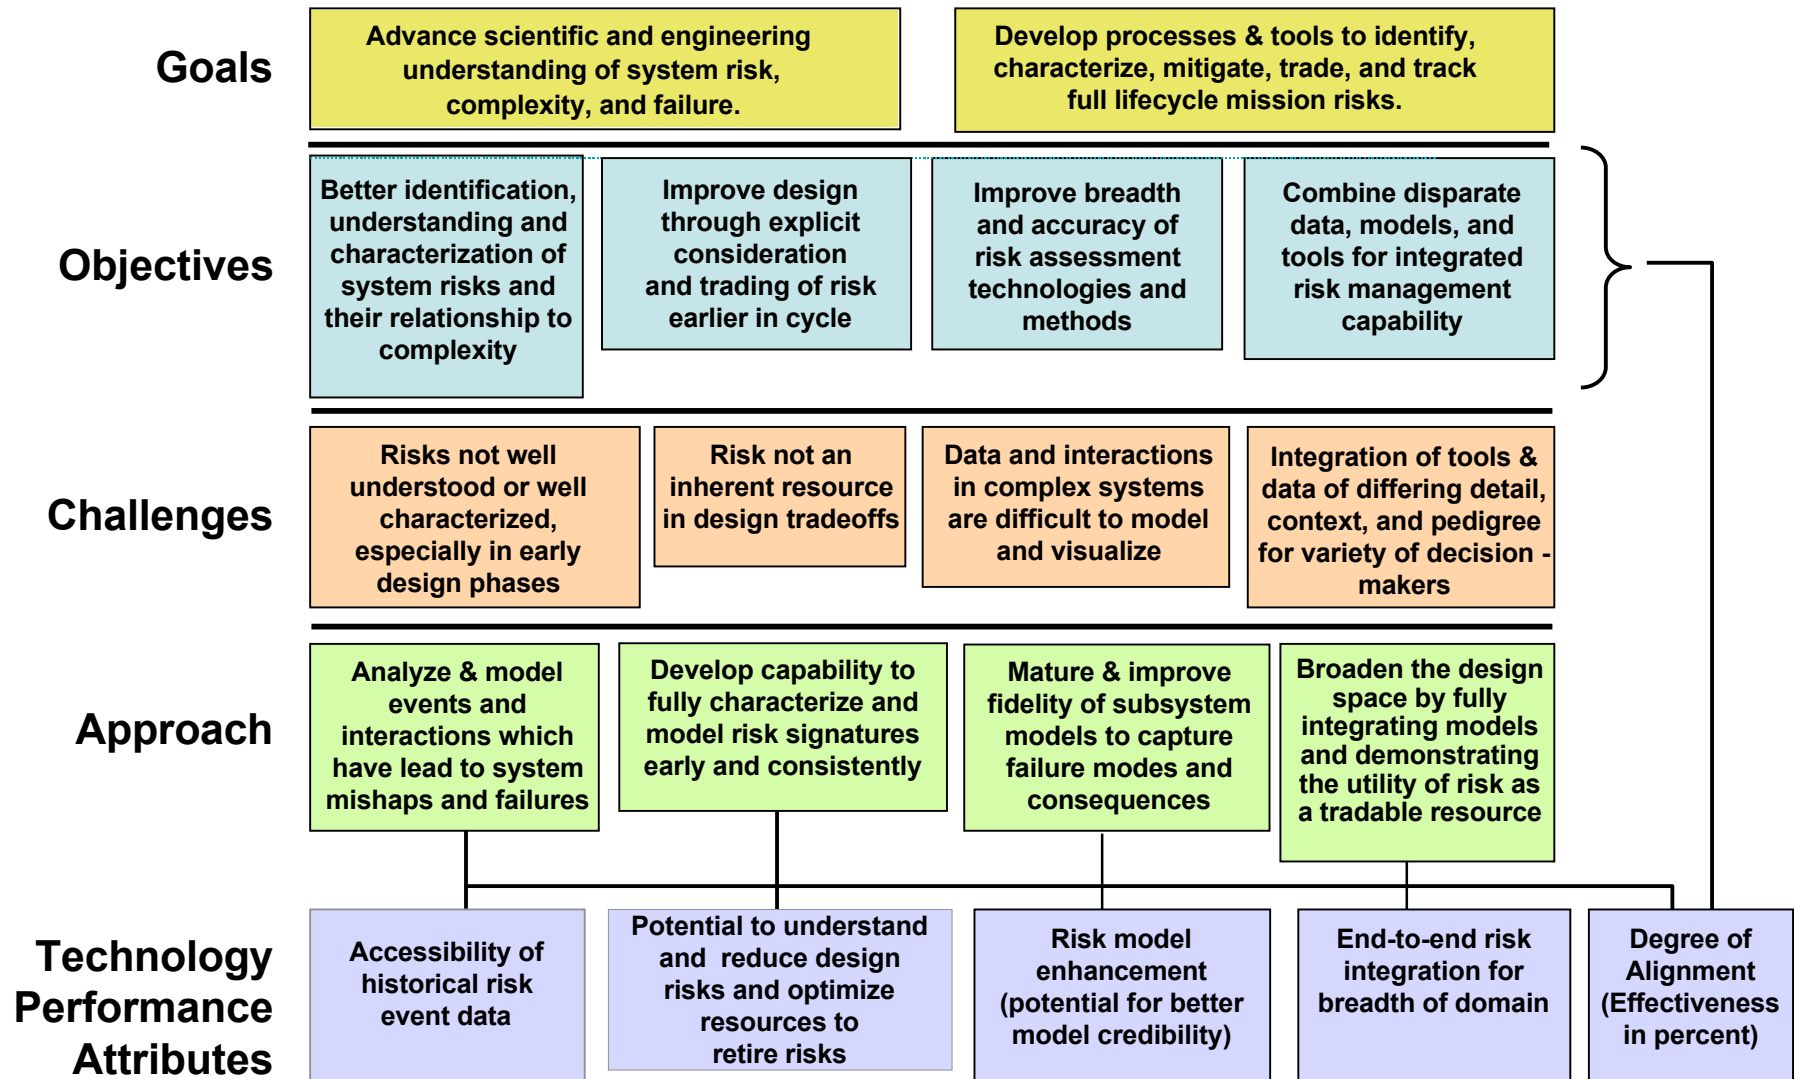 Goals
Advance scientific and engineering
understanding of system risk,
complexity, and failure.
Develop processes & tools to identify,
characterize, mitigate, trade, and track
full lifecycle mission risks.
Objectives
Better identification,
understanding and
characterization of
system risks and
their relationship to
complexity
Improve design
through explicit
consideration
and trading of risk
earlier in cycle
Improve breadth
and accuracy of
risk assessment
technologies and
methods
Combine disparate
data, models, and
tools for integrated
risk management
capability
Challenges
Risks not well
understood or well
characterized,
especially in early
design phases
Risk not an
inherent resource
in design tradeoffs
Data and interactions
in complex systems
are difficult to model
and visualize
Integration of tools &
data of differing detail,
context, and pedigree
for variety of decision -
makers
Approach
Analyze & model
events and
interactions which
have lead to system
mishaps and failures
Develop capability to
fully characterize and
model risk signatures
early and consistently
Mature & improve
fidelity of subsystem
models to capture
failure modes and
consequences
Broaden the design
space by fully
integrating models
and demonstrating
the utility of risk as
a tradable resource
Technology
Performance
Attributes
Accessibility of
historical risk
event data
Potential to understand
and reduce design
risks and optimize
resources to
retire risks
Risk model
enhancement
(potential for better
model credibility)
End-to-end risk
integration for
breadth of domain
Degree of
Alignment
(Effectiveness
in percent)